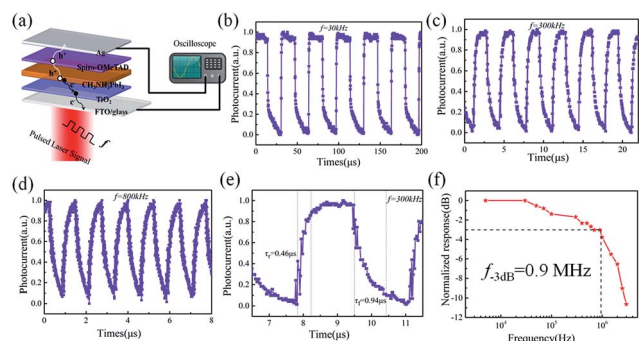 (a)
Ag
h⁺
Spiro-OMeTAD
h⁺
e⁻
CH₃NH₃PbI₃
TiO₂
e⁻
FTO/glass
Oscilloscope
Pulsed Laser Signal
f
(b)
f=30kHz
Photocurrent(a.u.)
1.0
0.8
0.6
0.4
0.2
0.0
0 50 100 150 200
Times(μs)
(c)
f=300kHz
Photocurrent(a.u.)
1.0
0.8
0.6
0.4
0.2
0.0
0 5 10 15 20
Times(μs)
(d)
f=800kHz
Photocurrent(a.u.)
1.0
0.8
0.6
0.4
0.2
0.0
0 2 4 6 8
Times(μs)
(e)
f=300kHz
Photocurrent(a.u.)
1.0
0.8
0.6
0.4
0.2
0.0
τr=0.46μs
τf=0.94μs
7 8 9 10 11
Time(μs)
(f)
Normalized response(dB)
0
-2
-4
-6
-8
-10
-12
f-3dB=0.9 MHz
10⁴ 10⁵ 10⁶
Frequency(Hz)